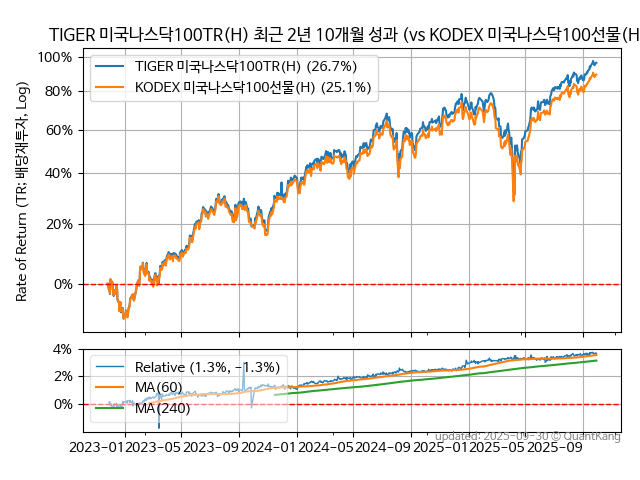 TIGER 미국나스닥100TR(H) 최근 2년 10개월 성과 (vs KODEX 미국나스닥100선물(H
Rate of Return (TR: 배당재투자, Log)
100%
80%
60%
40%
20%
0%
TIGER 미국나스닥100TR(H) (26.7%)
KODEX 미국나스닥100선물(H) (25.1%)
4%
2%
0%
Relative (1.3%, -1.3%)
MA(60)
MA(240)
updated: 2025-09-30 © QuantKang
2023-01 2023-05 2023-09 2024-01 2024-05 2024-09 2025-01 2025-05 2025-09